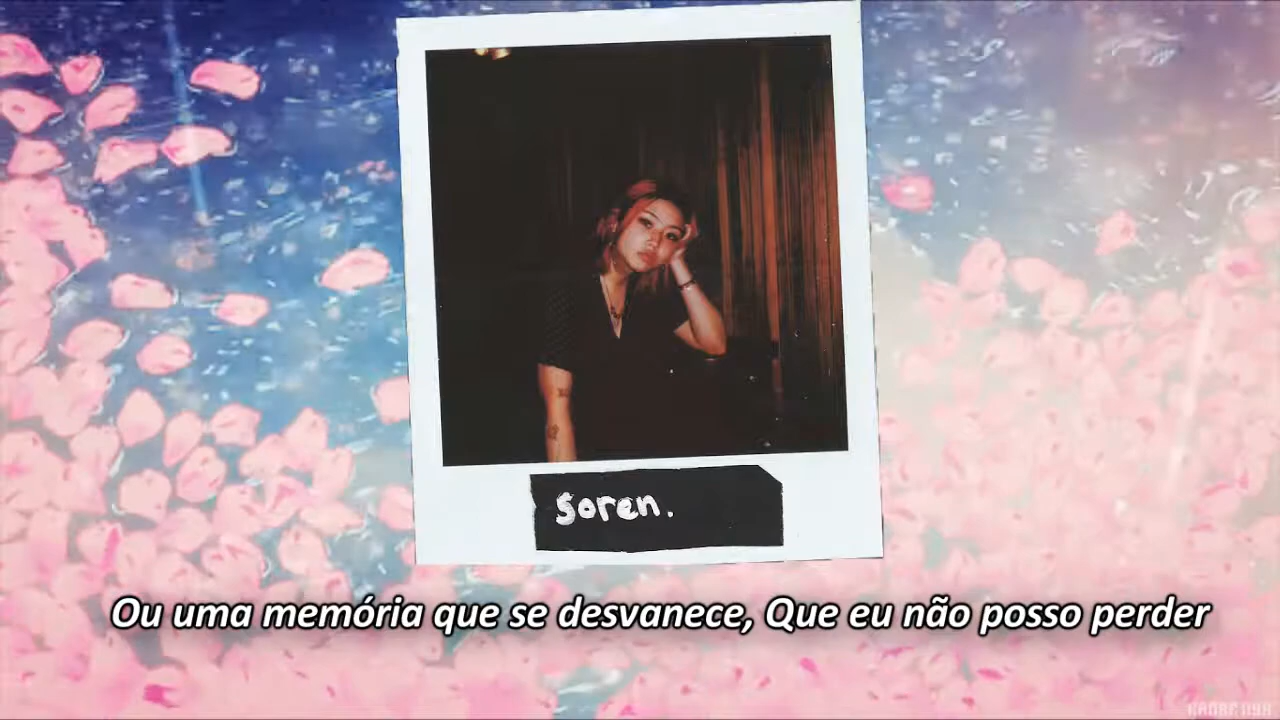 soren.
Ou uma memória que se desvanece, Que eu não posso perder